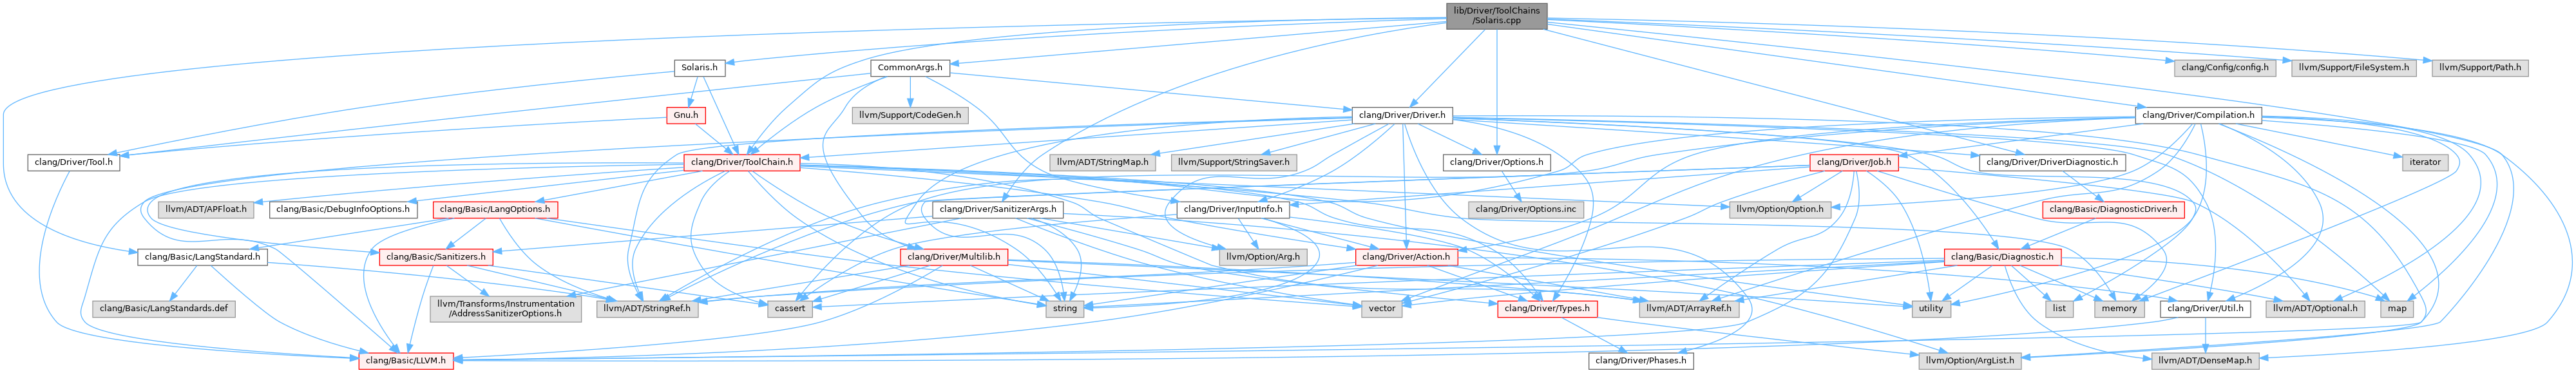 lib/Driver/ToolChains
/Solaris.cpp
Solaris.h
CommonArgs.h
clang/Config/config.h
llvm/Support/FileSystem.h
llvm/Support/Path.h
Gnu.h
llvm/Support/CodeGen.h
clang/Driver/Driver.h
clang/Driver/Compilation.h
clang/Driver/Tool.h
clang/Driver/ToolChain.h
llvm/ADT/StringMap.h
llvm/Support/StringSaver.h
clang/Driver/Options.h
clang/Driver/Job.h
clang/Driver/DriverDiagnostic.h
iterator
llvm/ADT/APFloat.h
clang/Basic/DebugInfoOptions.h
clang/Basic/LangOptions.h
clang/Driver/SanitizerArgs.h
clang/Driver/InputInfo.h
clang/Driver/Options.inc
llvm/Option/Option.h
clang/Basic/DiagnosticDriver.h
clang/Basic/LangStandard.h
clang/Basic/Sanitizers.h
clang/Driver/Multilib.h
llvm/Option/Arg.h
clang/Driver/Action.h
clang/Basic/Diagnostic.h
clang/Basic/LangStandards.def
llvm/Transforms/Instrumentation
/AddressSanitizerOptions.h
llvm/ADT/StringRef.h
cassert
string
vector
clang/Driver/Types.h
llvm/ADT/ArrayRef.h
utility
list
memory
clang/Driver/Util.h
llvm/ADT/Optional.h
map
clang/Basic/LLVM.h
clang/Driver/Phases.h
llvm/Option/ArgList.h
llvm/ADT/DenseMap.h